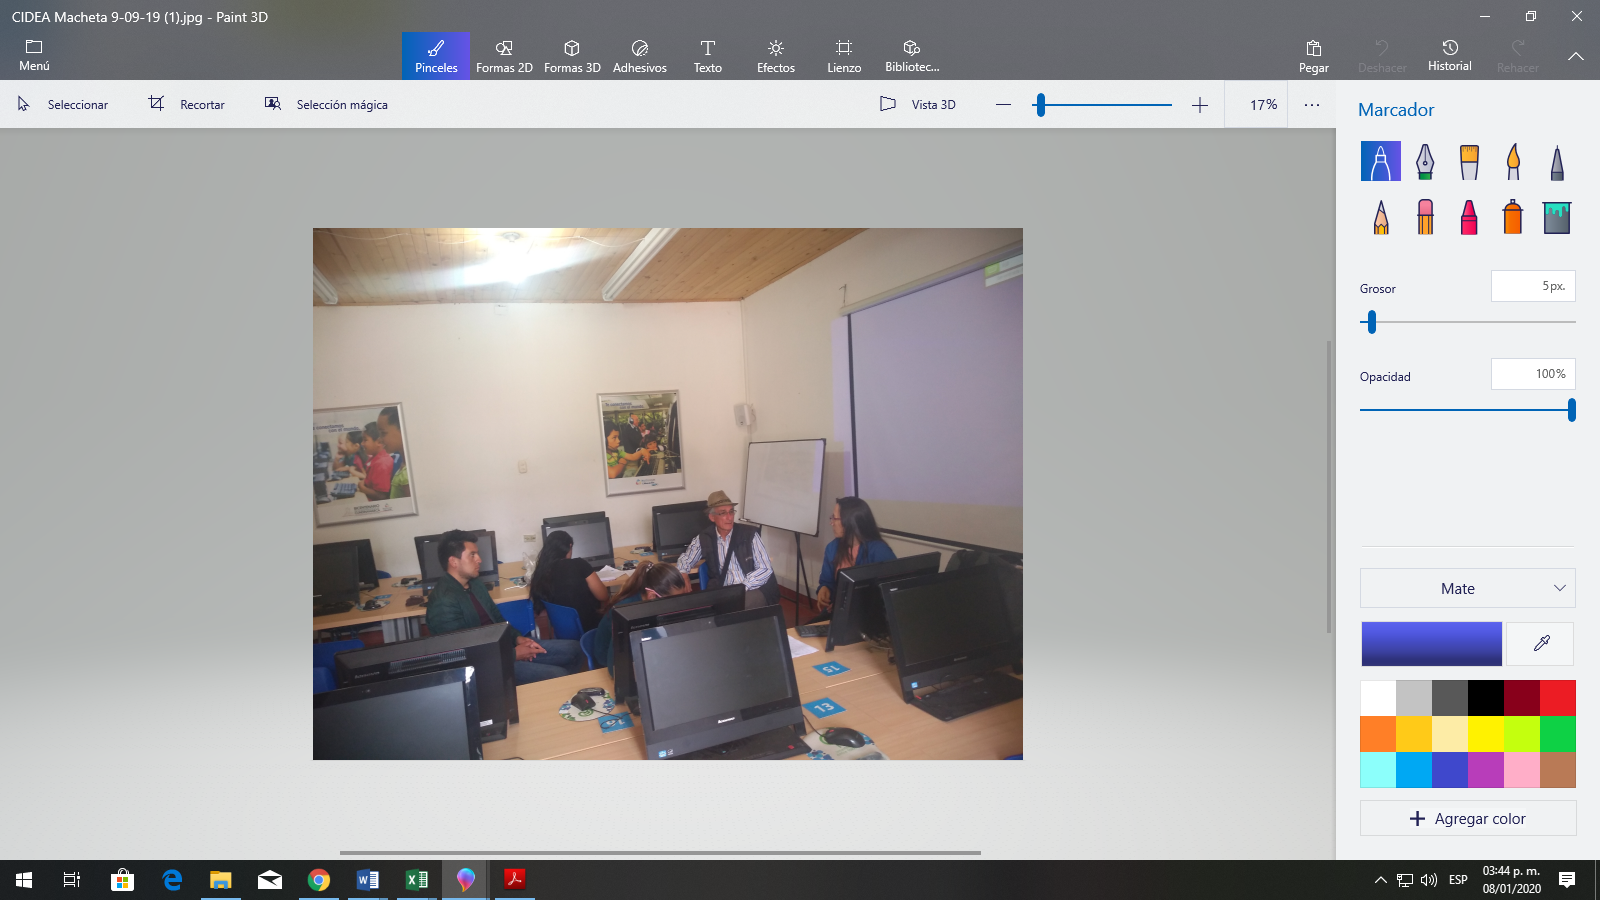 CIDEA Macheta 9-09-19 (1).jpg - Paint 3D
Menú
Pinceles
Formas 2D
Formas 3D
Adhesivos
Texto
Efectos
Lienzo
Bibliotec...
Pegar
Deshacer
Historial
Rehacer
Seleccionar
Recortar
Selección mágica
Vista 3D
17%
Marcador
Grosor
5px.
Opacidad
100%
Mate
Agregar color
15
13
ESP
03:44 p. m.
08/01/2020